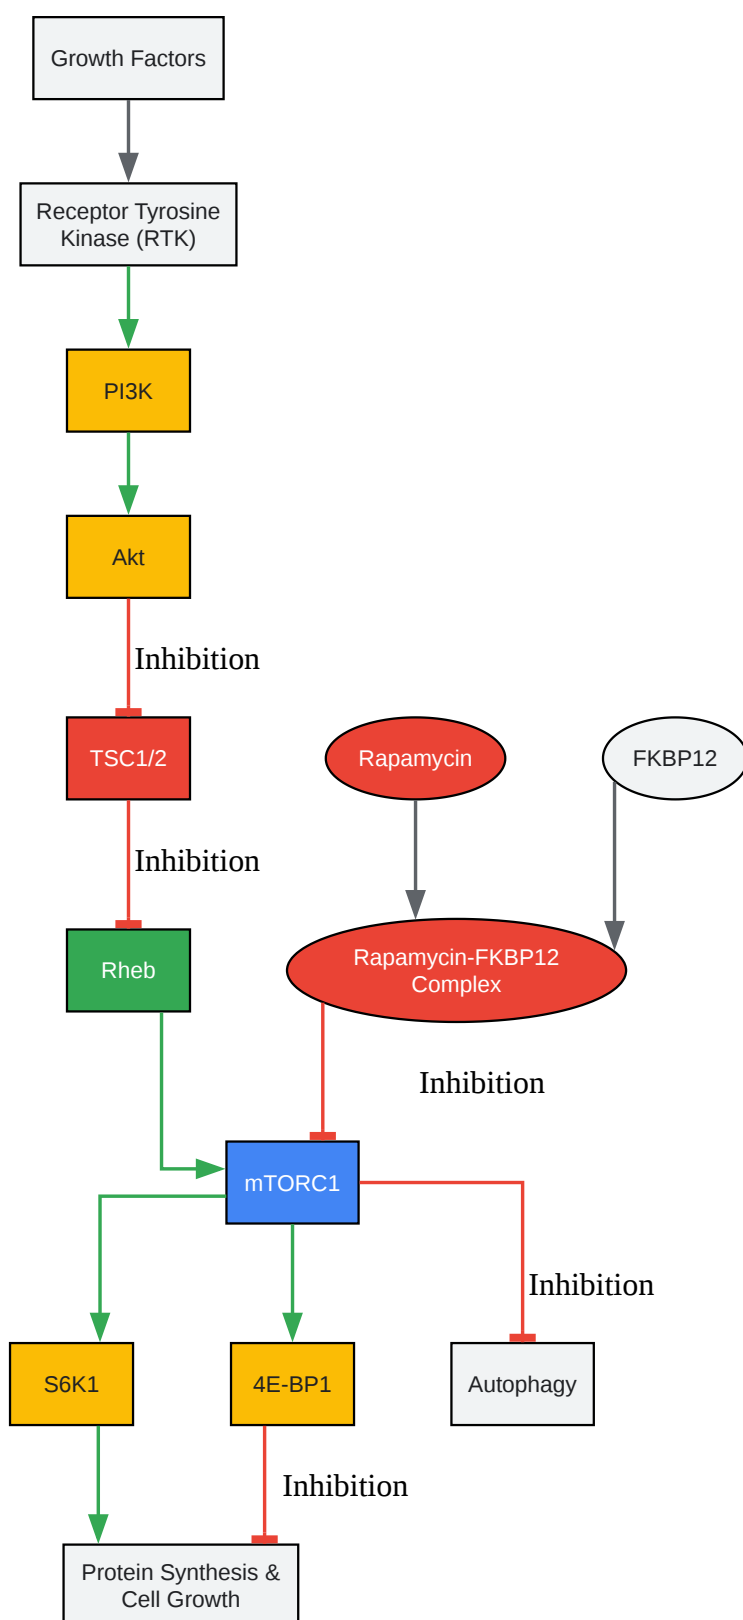 Growth Factors
Receptor Tyrosine
Kinase (RTK)
PI3K
Akt
Inhibition
TSC1/2
Rapamycin
FKBP12
Inhibition
Rheb
Rapamycin-FKBP12
Complex
Inhibition
mTORC1
Inhibition
S6K1
4E-BP1
Autophagy
Inhibition
Protein Synthesis &
Cell Growth